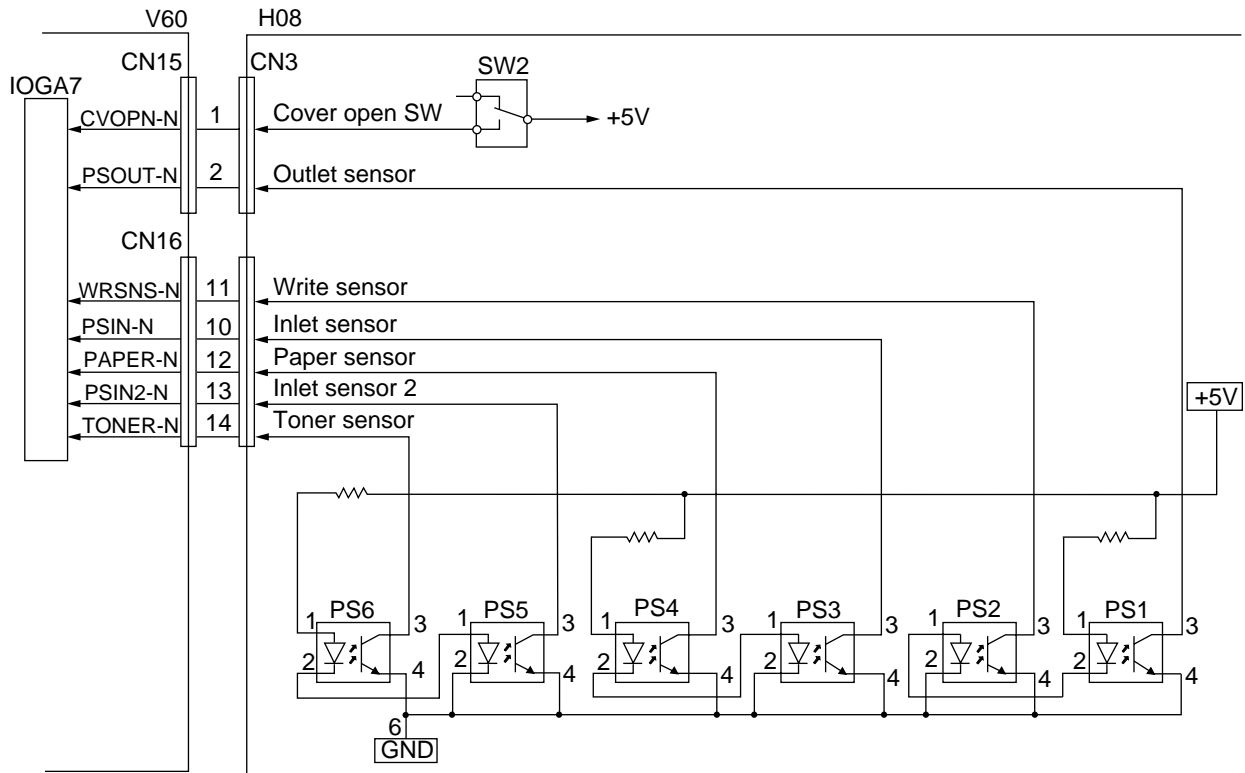 V60 H08
CN15 CN3
SW2
IOGA7
CVOPN-N 1 Cover open SW +5V
PSOUT-N 2 Outlet sensor
CN16
WRSNS-N 11 Write sensor
PSIN-N 10 Inlet sensor
PAPER-N 12 Paper sensor
PSIN2-N 13 Inlet sensor 2
+5V
TONER-N 14 Toner sensor
PS6 PS5 PS4 PS3 PS2 PS1
1 3 1 3 1 3 1 3 1 3 1 3
2 4 2 4 2 4 2 4 2 4 2 4
6
GND